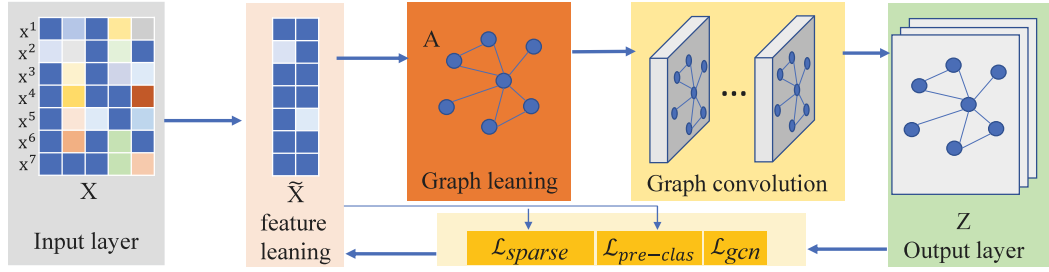 x¹
x²
x³
x⁴
x⁵
x⁶
x⁷
X
Input layer
X̃
feature
leaning
A
Graph leaning
...
Graph convolution
Z
Output layer
ℒsparse
ℒpre−clas
ℒgcn